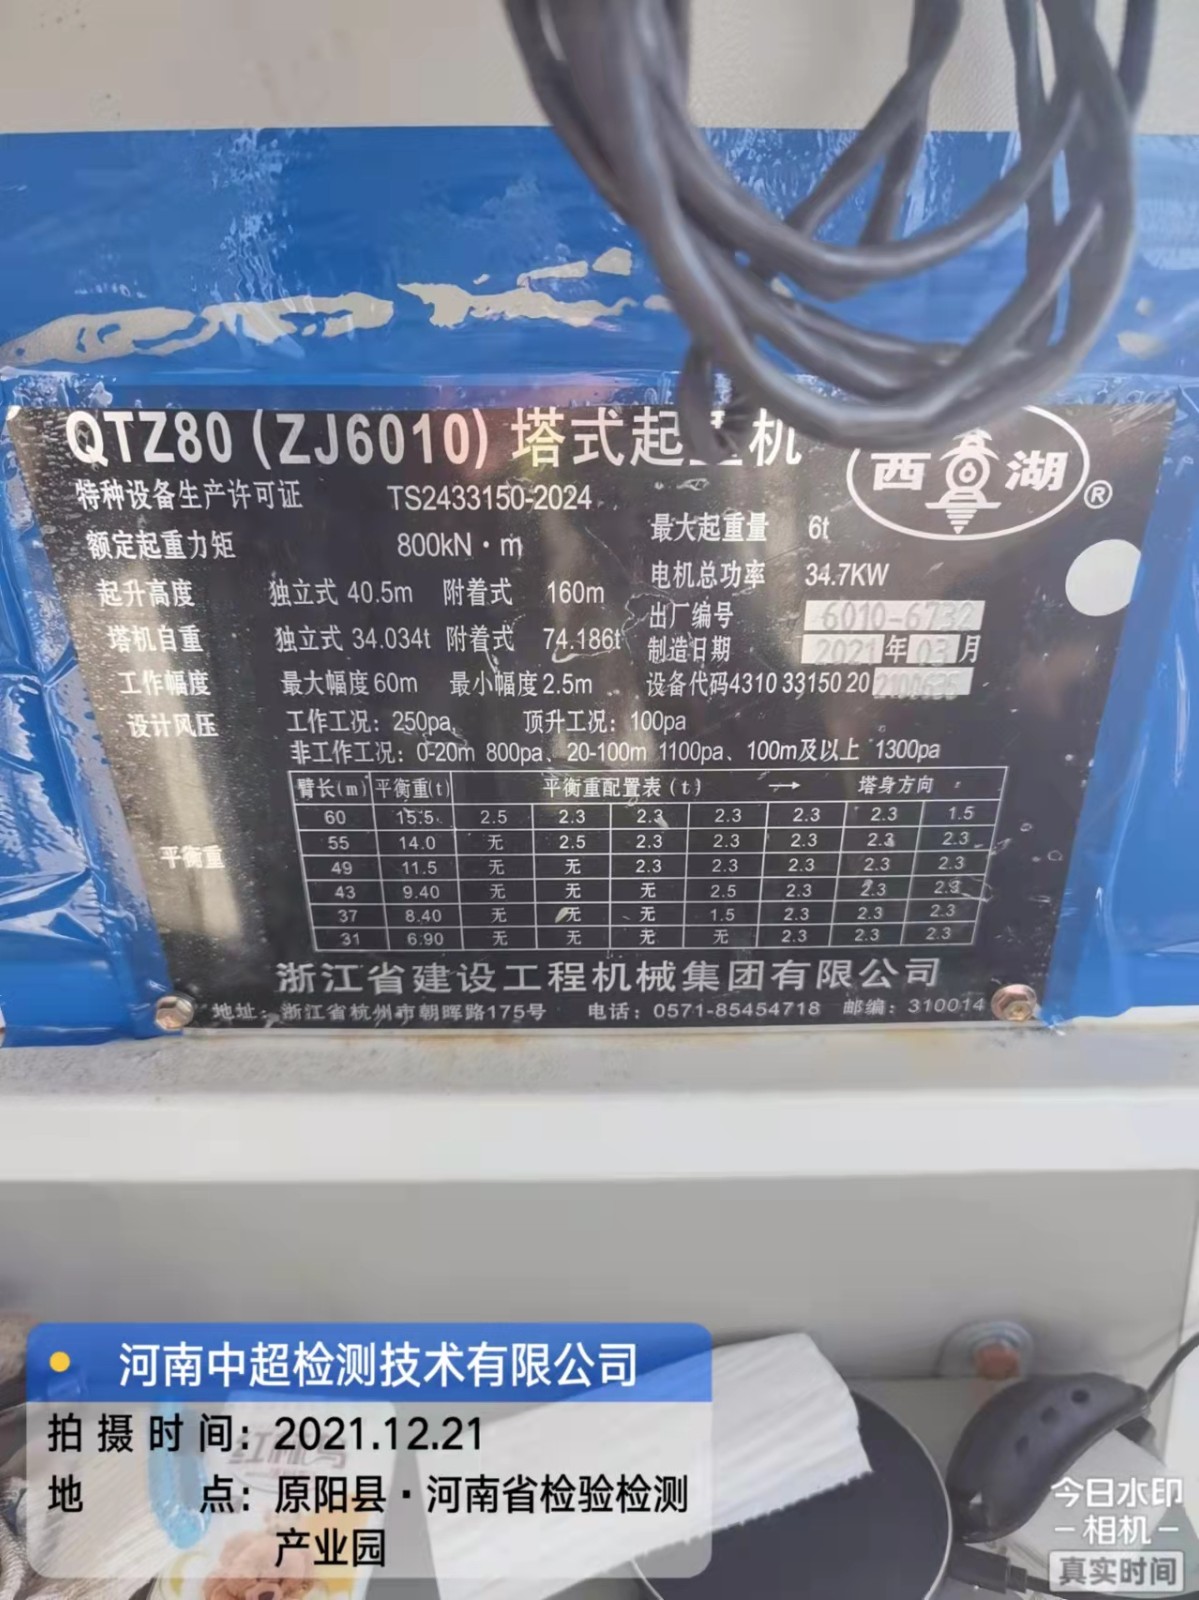 QTZ80 (ZJ6010) 塔式起重机
西湖®
特种设备生产许可证 TS2433150-2024
最大起重量 6t
额定起重力矩 800kN·m
电机总功率 34.7KW
起升高度 独立式 40.5m 附着式 160m
出厂编号 6010-6732
塔机自重 独立式 34.034t 附着式 74.186t
制造日期 2021年03月
工作幅度 最大幅度60m 最小幅度2.5m
设备代码4310 33150 20
设计风压 工作工况：250pa、 顶升工况：100pa
非工作工况：0-20m 800pa、20-100m 1100pa、100m及以上 1300pa
平衡重
臂长(m) 平衡重(t) 平衡重配置表（t） → 塔身方向
60 15.5 2.5 2.3 2.3 2.3 2.3 2.3 1.5
55 14.0 无 2.5 2.3 2.3 2.3 2.3 2.3
49 11.5 无 无 2.3 2.3 2.3 2.3 2.3
43 9.40 无 无 无 2.5 2.3 2.3 2.3
37 8.40 无 无 无 1.5 2.3 2.3 2.3
31 6.90 无 无 无 无 2.3 2.3 2.3
浙江省建设工程机械集团有限公司
地址：浙江省杭州市朝晖路175号 电话：0571-85454718 邮编：310014
河南中超检测技术有限公司
拍摄时间：2021.12.21
地点：原阳县·河南省检验检测
产业园
今日水印
-相机-
真实时间